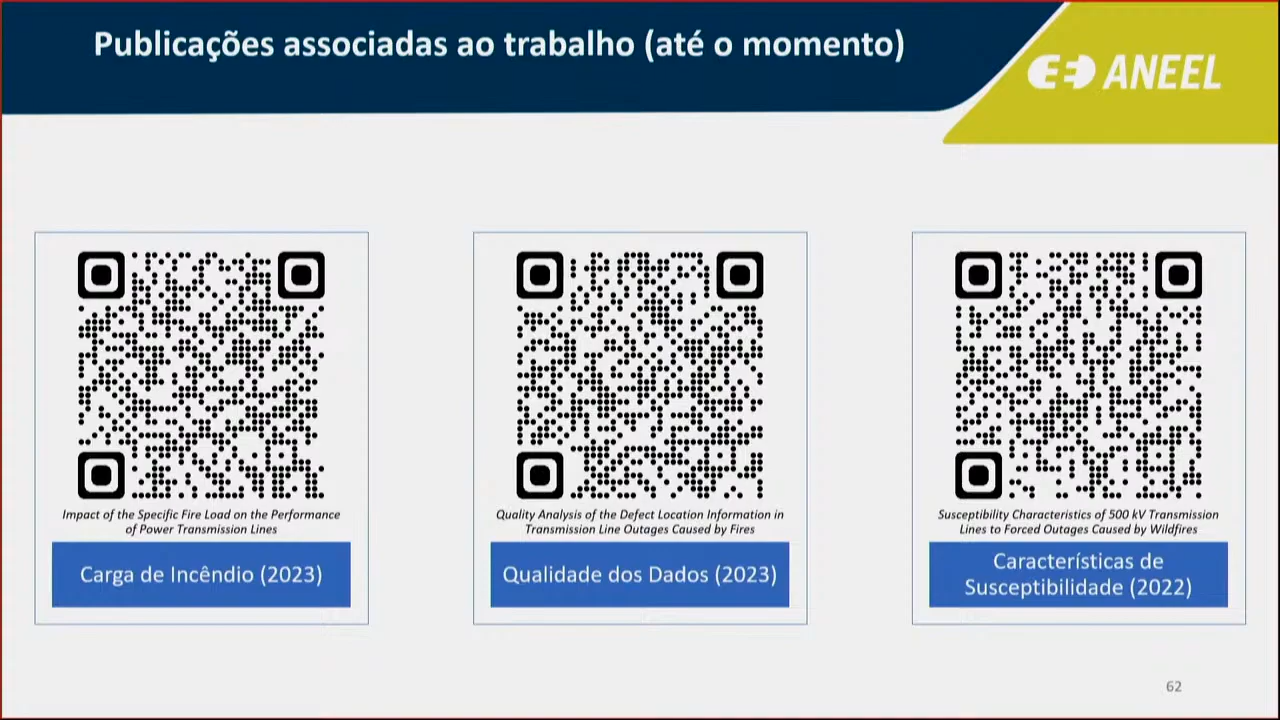 Publicações associadas ao trabalho (até o momento)
ANEEL
Impact of the Specific Fire Load on the Performance
of Power Transmission Lines
Carga de Incêndio (2023)
Quality Analysis of the Defect Location Information in
Transmission Line Outages Caused by Fires
Qualidade dos Dados (2023)
Susceptibility Characteristics of 500 kV Transmission
Lines to Forced Outages Caused by Wildfires
Características de
Susceptibilidade (2022)
62